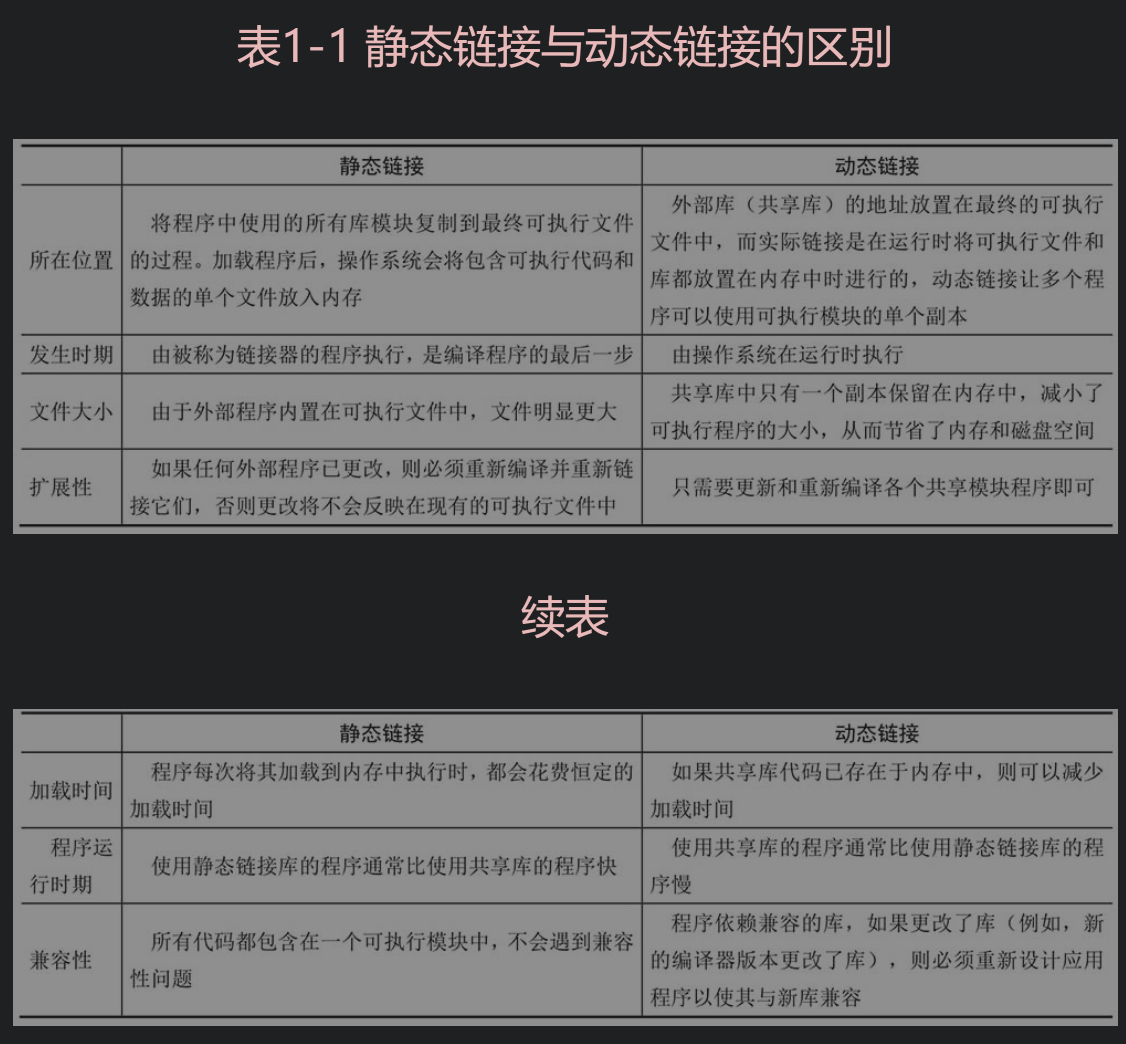 表1-1 静态链接与动态链接的区别
静态链接
动态链接
所在位置
将程序中使用的所有库模块复制到最终可执行文件
的过程。加载程序后，操作系统会将包含可执行代码和
数据的单个文件放入内存
外部库（共享库）的地址放置在最终的可执行
文件中，而实际链接是在运行时将可执行文件和
库都放置在内存中时进行的，动态链接让多个程
序可以使用可执行模块的单个副本
发生时期
由被称为链接器的程序执行，是编译程序的最后一步
由操作系统在运行时执行
文件大小
由于外部程序内置在可执行文件中，文件明显更大
共享库中只有一个副本保留在内存中，减小了
可执行程序的大小，从而节省了内存和磁盘空间
扩展性
如果任何外部程序已更改，则必须重新编译并重新链
接它们，否则更改将不会反映在现有的可执行文件中
只需要更新和重新编译各个共享模块程序即可
续表
静态链接
动态链接
加载时间
程序每次将其加载到内存中执行时，都会花费恒定的
加载时间
如果共享库代码已存在于内存中，则可以减少
加载时间
程序运
行时期
使用静态链接库的程序通常比使用共享库的程序快
使用共享库的程序通常比使用静态链接库的程
序慢
兼容性
所有代码都包含在一个可执行模块中，不会遇到兼容
性问题
程序依赖兼容的库，如果更改了库（例如，新
的编译器版本更改了库），则必须重新设计应用
程序以使其与新库兼容